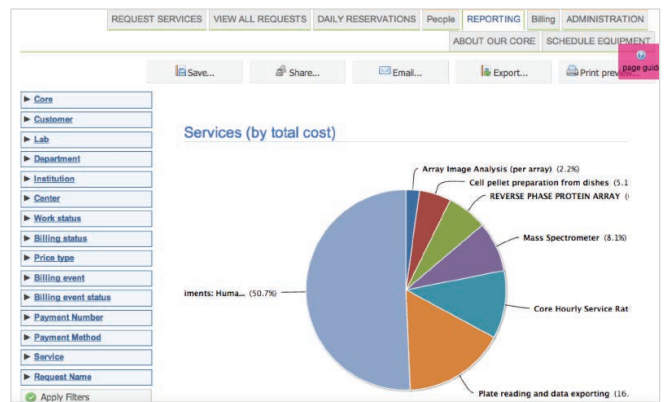 REQUEST SERVICES VIEW ALL REQUESTS DAILY RESERVATIONS People REPORTING Billing ADMINISTRATION
ABOUT OUR CORE SCHEDULE EQUIPMENT
page guid
Save... Share... Email... Export... Print preview...
Core
Customer
Lab
Department
Institution
Center
Work status
Billing status
Price type
Billing event
Billing event status
Payment Number
Payment Method
Service
Request Name
Apply Filters
Services (by total cost)
Array Image Analysis (per array) (2.2%)
Cell pellet preparation from dishes (5.1
REVERSE PHASE PROTEIN ARRAY (
Mass Spectrometer (8.1%)
iments: Huma... (50.7%)
Core Hourly Service Rat
Plate reading and data exporting (16.